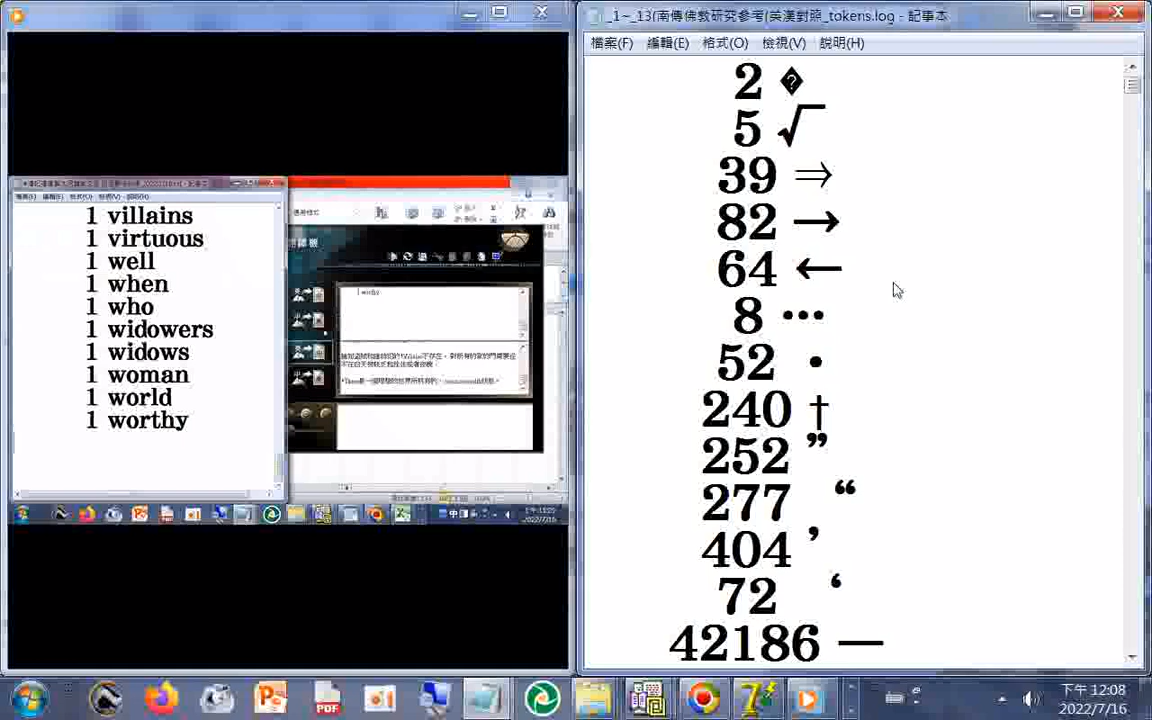 _1~_13(南傳佛教研究參考(英漢對照_tokens.log - 記事本
檔案(F) 編輯(E) 格式(O) 檢視(V) 說明(H)
2 �
5 √
39 ⇒
82 →
64 ←
8 …
52 •
240 †
252 ”
277 “
404 ’
72 ‘
42186 —
1 villains
1 virtuous
1 well
1 when
1 who
1 widowers
1 widows
1 woman
1 world
1 worthy
1 worthy
下午 12:08
2022/7/16